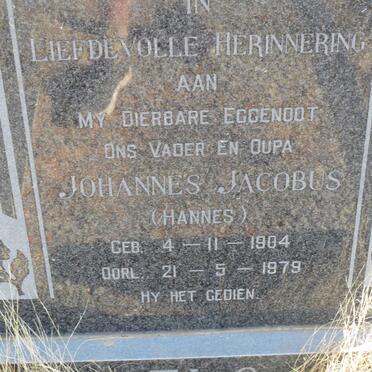 IN
LIEFDEVOLLE HERINNERING
AAN
MY DIERBARE EGGENOOT
ONS VADER EN OUPA
JOHANNES JACOBUS
(HANNES)
GEB. 4 – 11 – 1904
OORL. 21 – 5 – 1979
HY HET GEDIEN.